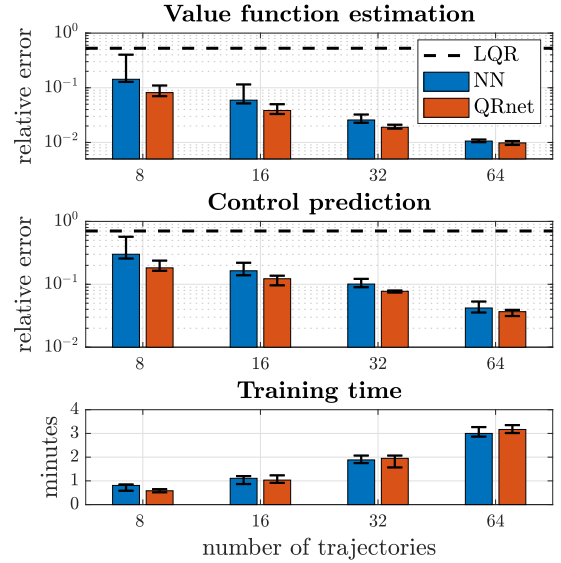 Value function estimation
relative error
10^0
10^-1
10^-2
LQR
NN
QRnet
8 16 32 64
Control prediction
relative error
10^0
10^-1
10^-2
8 16 32 64
Training time
minutes
4
3
2
1
0
8 16 32 64
number of trajectories